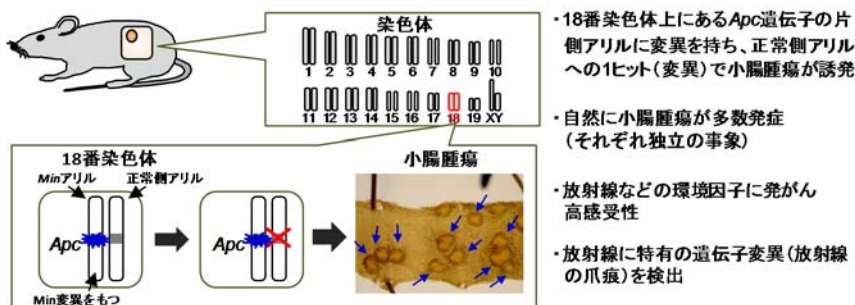 染色体
1 2 3 4 5 6 7 8 9 10
11 12 13 14 15 16 17 18 19 XY
18番染色体
Minアリル 正常側アリル
Apc
Min変異をもつ
Apc
小腸腫瘍
・18番染色体上にあるApc遺伝子の片
側アリルに変異を持ち、正常側アリル
への1ヒット(変異)で小腸腫瘍が誘発
・自然に小腸腫瘍が多数発症
(それぞれ独立の事象)
・放射線などの環境因子に発がん
高感受性
・放射線に特有の遺伝子変異(放射線
の爪痕)を検出